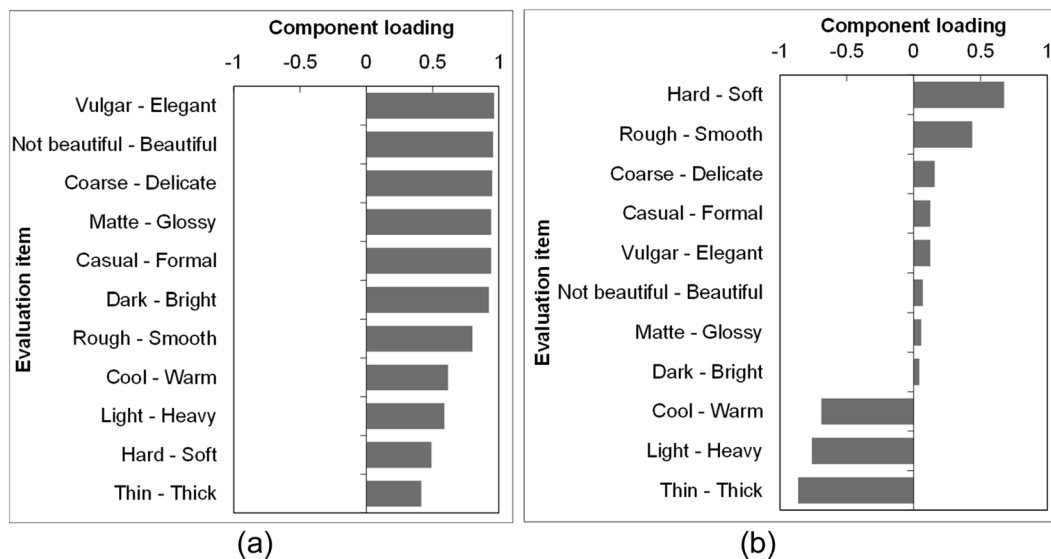 Component loading
-1 -0.5 0 0.5 1
Evaluation item
Vulgar - Elegant
Not beautiful - Beautiful
Coarse - Delicate
Matte - Glossy
Casual - Formal
Dark - Bright
Rough - Smooth
Cool - Warm
Light - Heavy
Hard - Soft
Thin - Thick
(a)
Component loading
-1 -0.5 0 0.5 1
Evaluation item
Hard - Soft
Rough - Smooth
Coarse - Delicate
Casual - Formal
Vulgar - Elegant
Not beautiful - Beautiful
Matte - Glossy
Dark - Bright
Cool - Warm
Light - Heavy
Thin - Thick
(b)